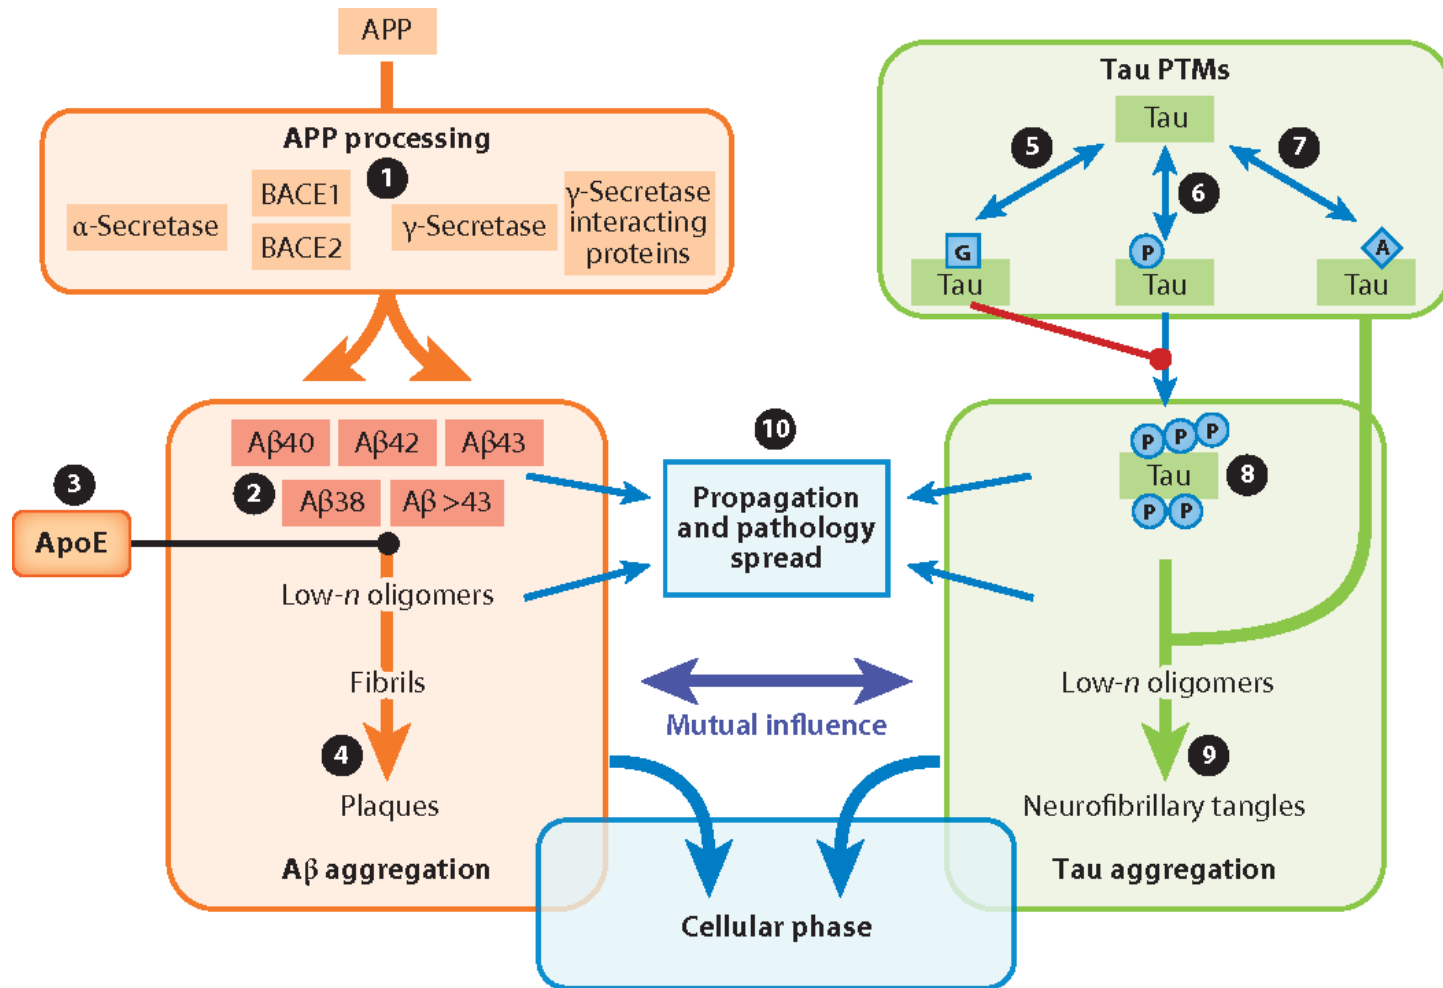 APP
APP processing
1
α-Secretase
BACE1
BACE2
γ-Secretase
γ-Secretase
interacting
proteins
Aβ40
Aβ42
Aβ43
2
Aβ38
Aβ >43
3
ApoE
Low-n oligomers
Fibrils
4
Plaques
Aβ aggregation
10
Propagation
and pathology
spread
Mutual influence
Cellular phase
Tau PTMs
Tau
5
6
7
G
Tau
P
Tau
A
Tau
P P P
Tau
P P
8
Low-n oligomers
9
Neurofibrillary tangles
Tau aggregation